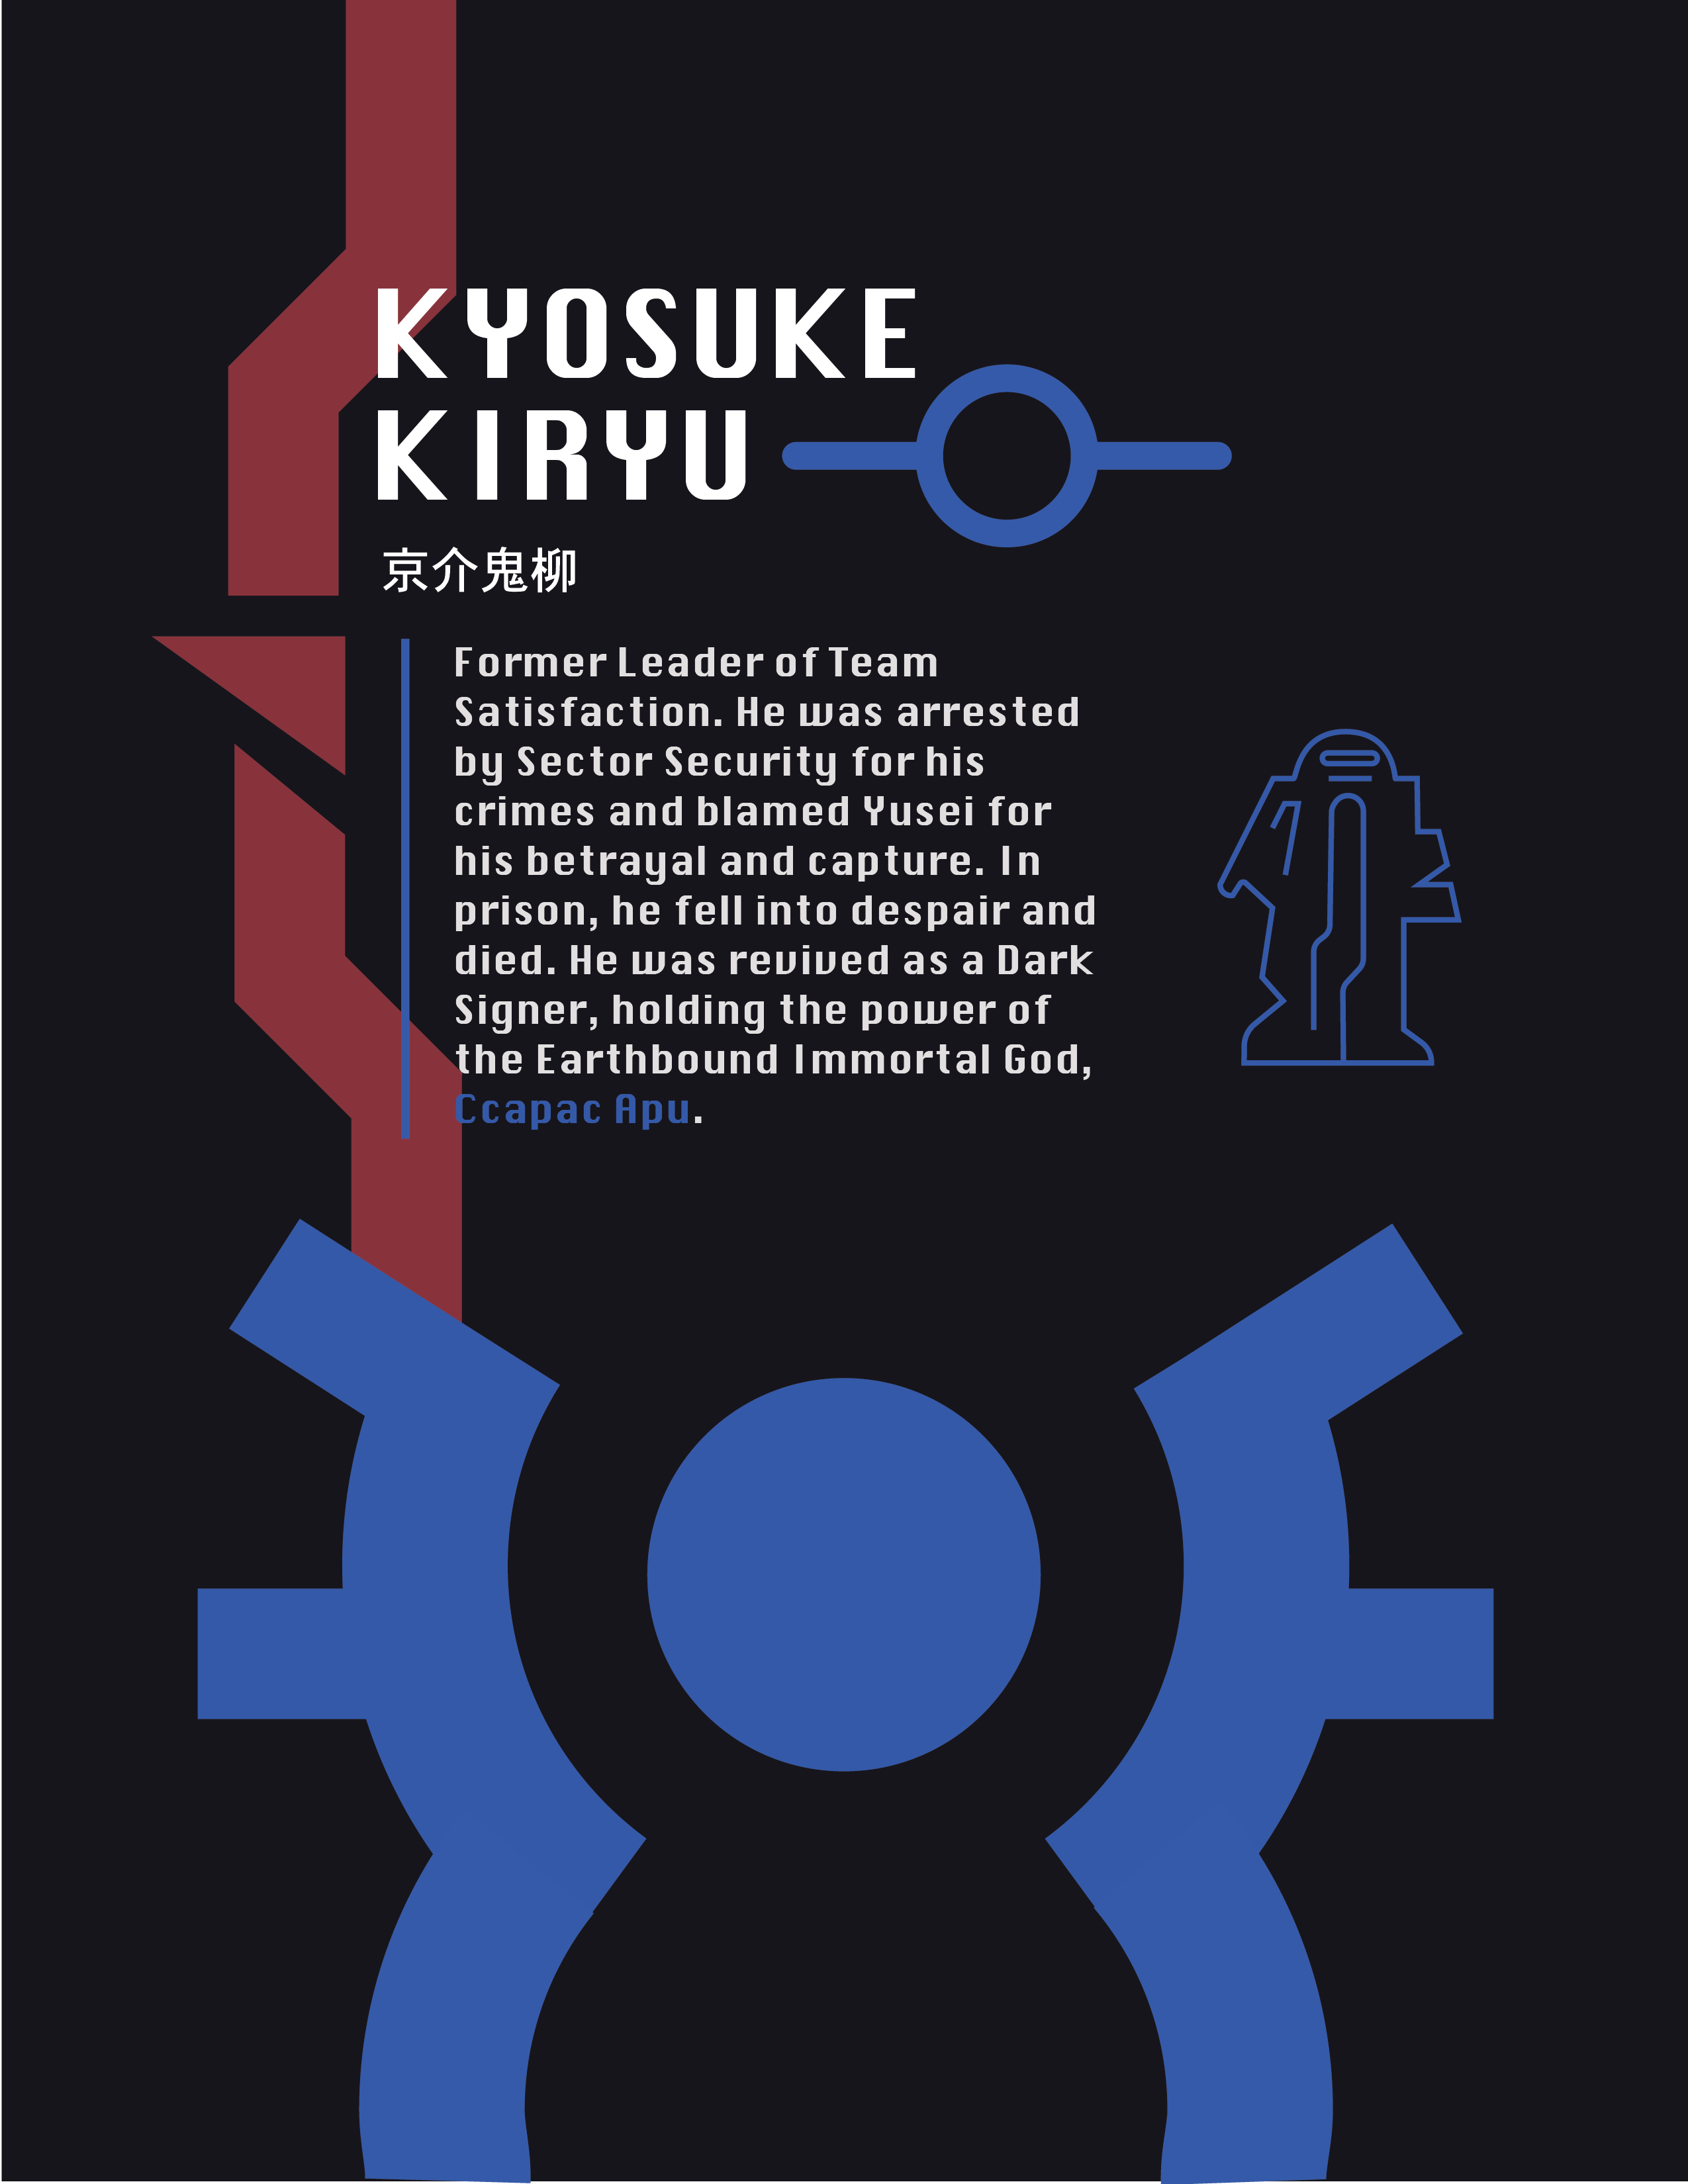 KYOSUKE
KIRYU
京介鬼柳
Former Leader of Team
Satisfaction. He was arrested
by Sector Security for his
crimes and blamed Yusei for
his betrayal and capture. In
prison, he fell into despair and
died. He was revived as a Dark
Signer, holding the power of
the Earthbound Immortal God,
Ccapac Apu.